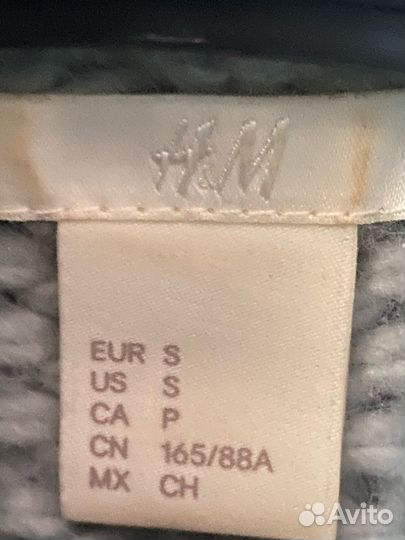 H&M
EUR S
US S
CA P
CN 165/88A
MX CH
Avito